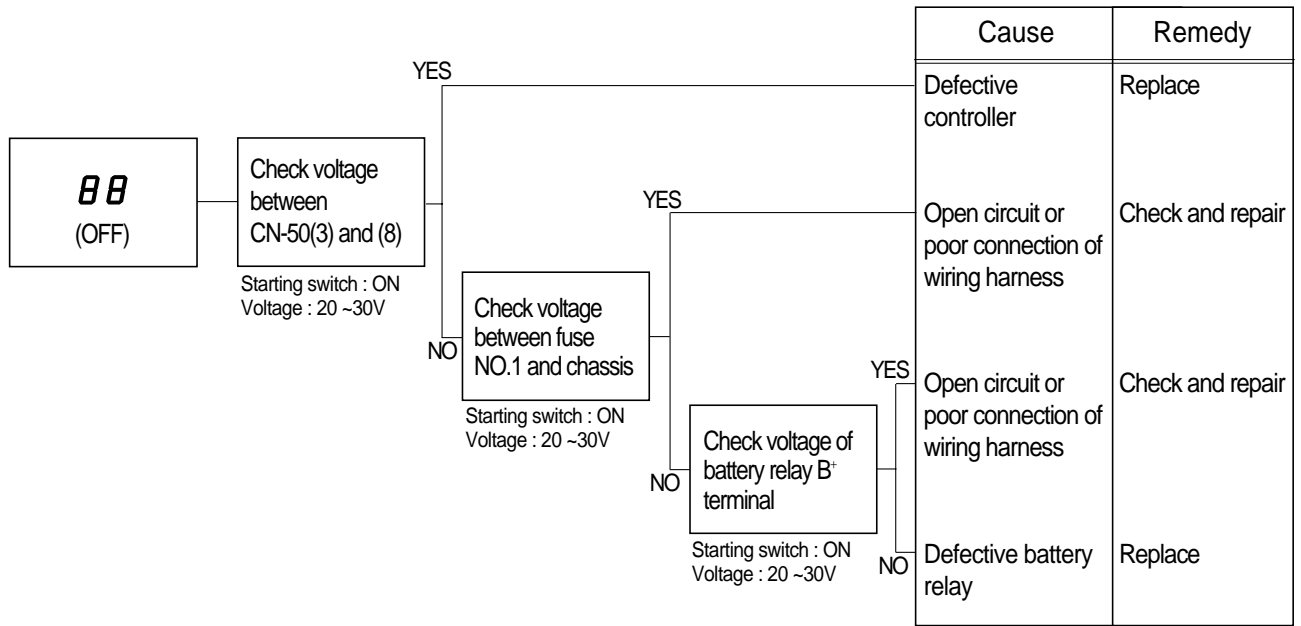 Cause
Remedy
YES
Defective
controller
Replace
88
(OFF)
Check voltage
between
CN-50(3) and (8)
Starting switch : ON
Voltage : 20 ~30V
YES
Open circuit or
poor connection of
wiring harness
Check and repair
NO
Check voltage
between fuse
NO.1 and chassis
Starting switch : ON
Voltage : 20 ~30V
YES
Open circuit or
poor connection of
wiring harness
Check and repair
NO
Check voltage of
battery relay B+
terminal
Starting switch : ON
Voltage : 20 ~30V
NO
Defective battery
relay
Replace